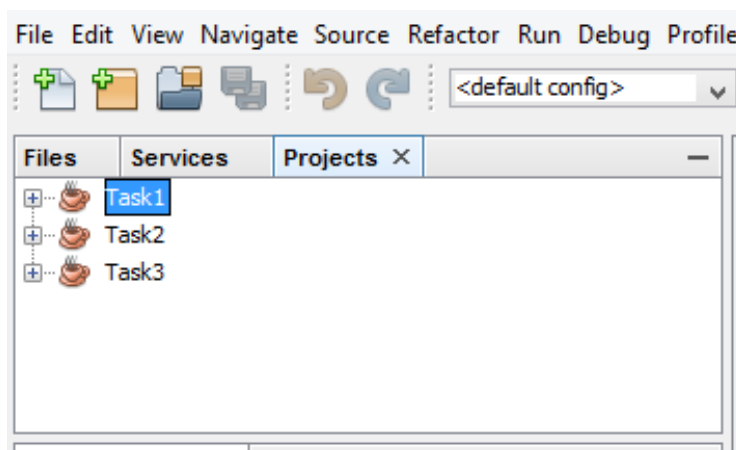 File Edit View Navigate Source Refactor Run Debug Profile
<default config>
Files Services Projects
Task1
Task2
Task3